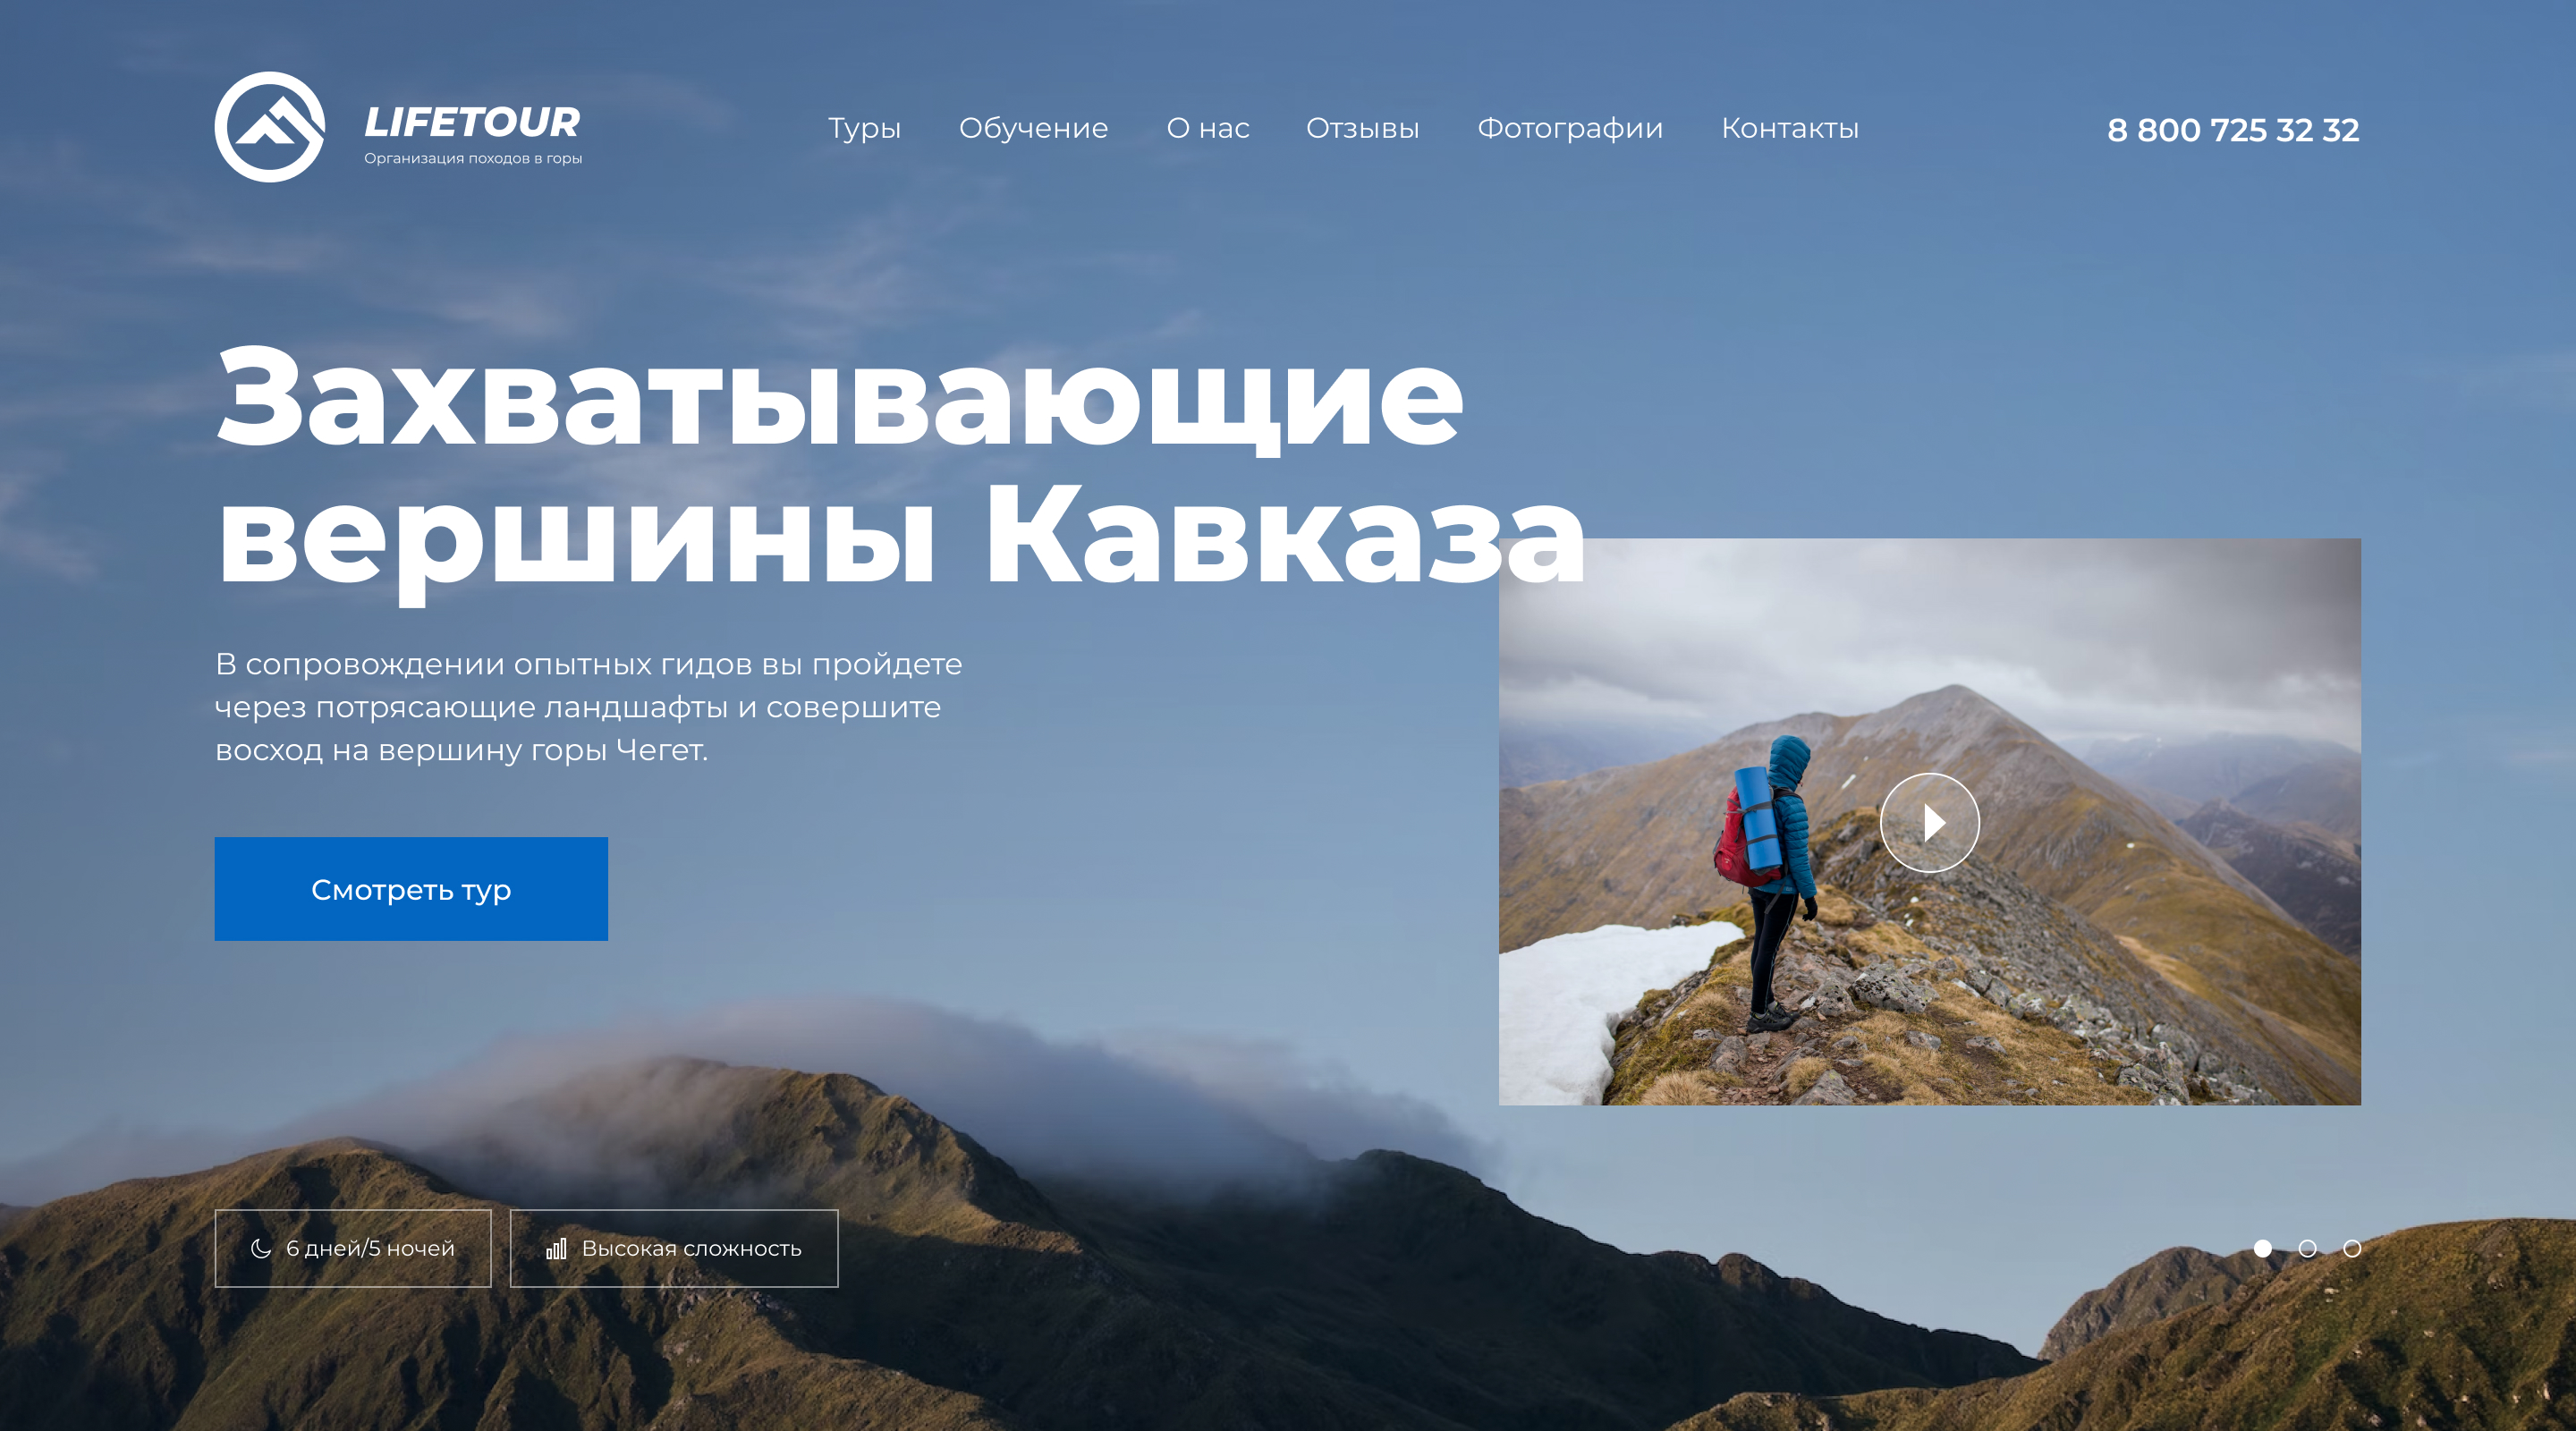 LIFETOUR
Организация походов в горы
Туры
Обучение
О нас
Отзывы
Фотографии
Контакты
8 800 725 32 32
Захватывающие
вершины Кавказа
В сопровождении опытных гидов вы пройдете
через потрясающие ландшафты и совершите
восход на вершину горы Чегет.
Смотреть тур
6 дней/5 ночей
Высокая сложность